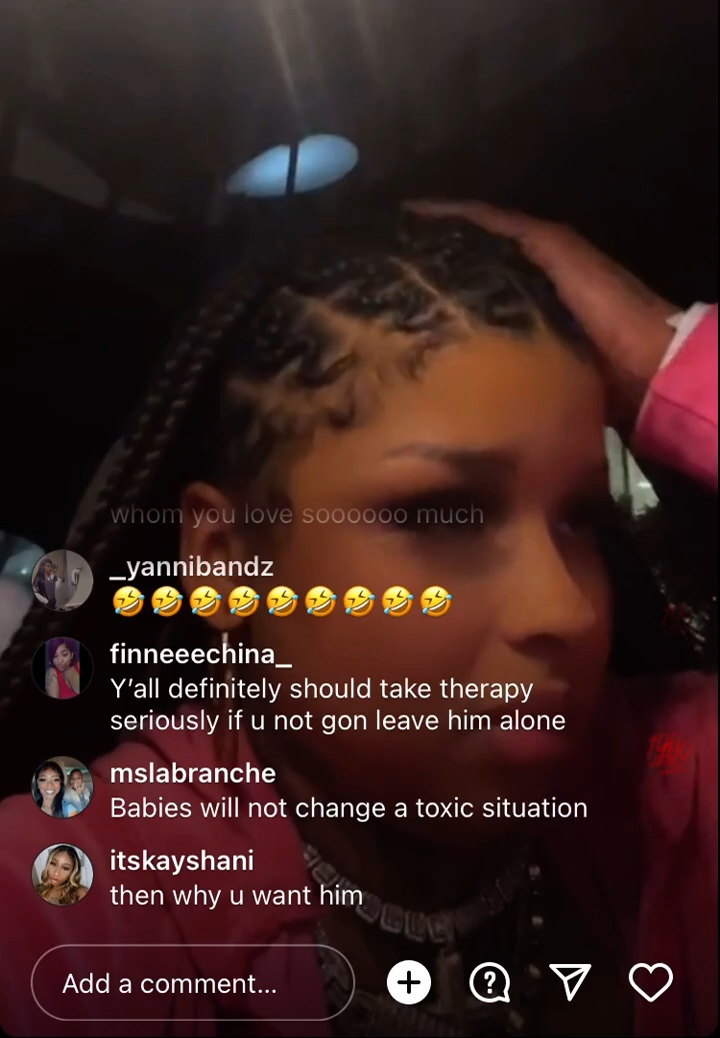 whom you love soooooo much
_yannibandz
🤣🤣🤣🤣🤣🤣🤣🤣🤣
finneeechina_
Y’all definitely should take therapy
seriously if u not gon leave him alone
mslabranche
Babies will not change a toxic situation
itskayshani
then why u want him
Add a comment...